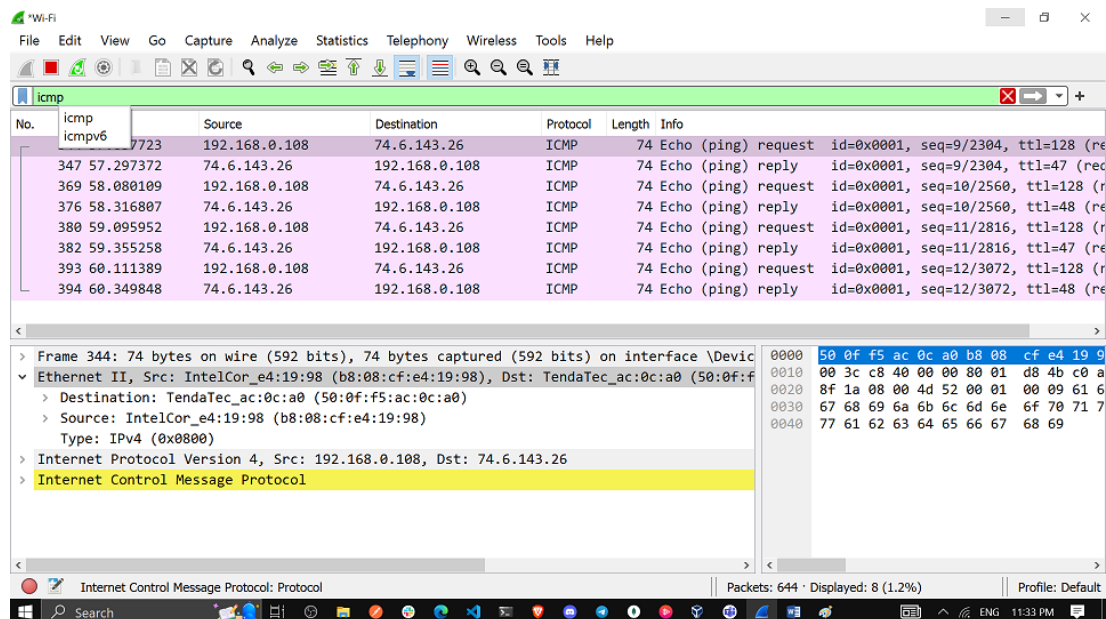 *Wi-Fi
File Edit View Go Capture Analyze Statistics Telephony Wireless Tools Help
icmp
icmp
icmpv6
No. Source Destination Protocol Length Info
7723 192.168.0.108 74.6.143.26 ICMP 74 Echo (ping) request id=0x0001, seq=9/2304, ttl=128 (re
347 57.297372 74.6.143.26 192.168.0.108 ICMP 74 Echo (ping) reply id=0x0001, seq=9/2304, ttl=47 (rec
369 58.080109 192.168.0.108 74.6.143.26 ICMP 74 Echo (ping) request id=0x0001, seq=10/2560, ttl=128 (r
376 58.316807 74.6.143.26 192.168.0.108 ICMP 74 Echo (ping) reply id=0x0001, seq=10/2560, ttl=48 (re
380 59.095952 192.168.0.108 74.6.143.26 ICMP 74 Echo (ping) request id=0x0001, seq=11/2816, ttl=128 (r
382 59.355258 74.6.143.26 192.168.0.108 ICMP 74 Echo (ping) reply id=0x0001, seq=11/2816, ttl=47 (re
393 60.111389 192.168.0.108 74.6.143.26 ICMP 74 Echo (ping) request id=0x0001, seq=12/3072, ttl=128 (r
394 60.349848 74.6.143.26 192.168.0.108 ICMP 74 Echo (ping) reply id=0x0001, seq=12/3072, ttl=48 (re
Frame 344: 74 bytes on wire (592 bits), 74 bytes captured (592 bits) on interface \Devic
Ethernet II, Src: IntelCor_e4:19:98 (b8:08:cf:e4:19:98), Dst: TendaTec_ac:0c:a0 (50:0f:f
Destination: TendaTec_ac:0c:a0 (50:0f:f5:ac:0c:a0)
Source: IntelCor_e4:19:98 (b8:08:cf:e4:19:98)
Type: IPv4 (0x0800)
Internet Protocol Version 4, Src: 192.168.0.108, Dst: 74.6.143.26
Internet Control Message Protocol
0000 50 0f f5 ac 0c a0 b8 08 cf e4 19 9
0010 00 3c c8 40 00 00 80 01 d8 4b c0 a
0020 8f 1a 08 00 4d 52 00 01 00 09 61 6
0030 67 68 69 6a 6b 6c 6d 6e 6f 70 71 7
0040 77 61 62 63 64 65 66 67 68 69
Internet Control Message Protocol: Protocol Packets: 644 · Displayed: 8 (1.2%) Profile: Default
Search ENG 11:33 PM